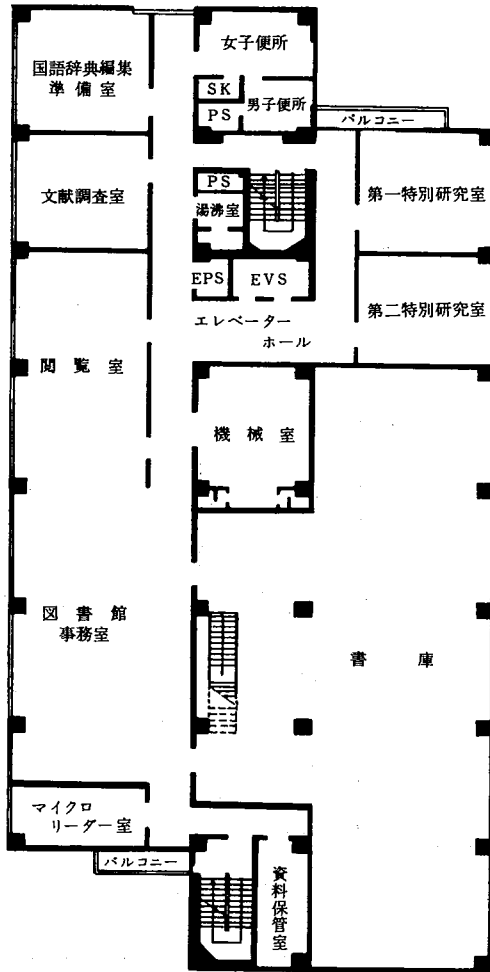 女子便所
国語辞典編集
準備室
SK
PS
男子便所
バルコニー
PS
文献調査室
湯沸室
第一特別研究室
EPS
EVS
エレベーター
ホール
第二特別研究室
閲覧室
機械室
図書館
事務室
書庫
マイクロ
リーダー室
バルコニー
資料保管室